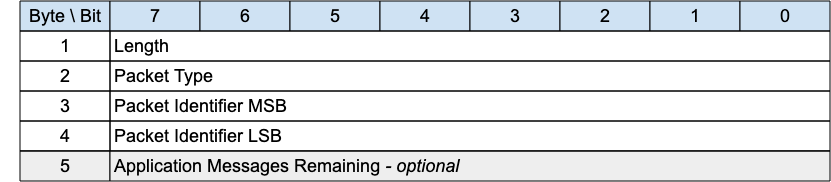 Byte \ Bit 7 6 5 4 3 2 1 0
1 Length
2 Packet Type
3 Packet Identifier MSB
4 Packet Identifier LSB
5 Application Messages Remaining - optional